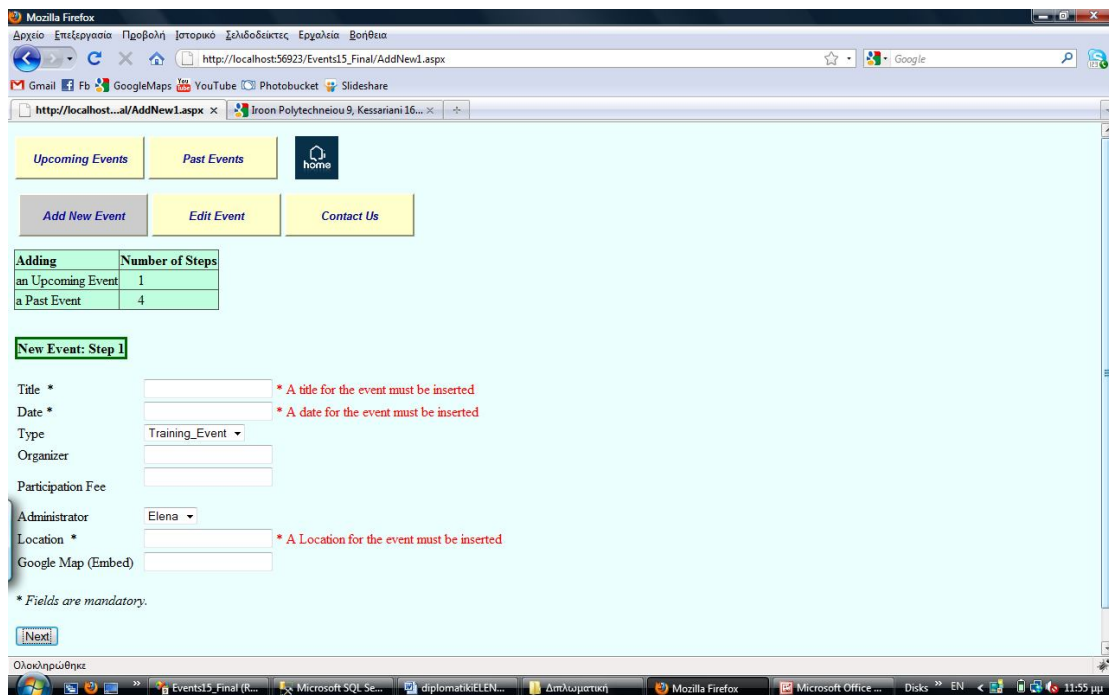 Mozilla Firefox
Αρχείο Επεξεργασία Προβολή Ιστορικό Σελιδοδείκτες Εργαλεία Βοήθεια
http://localhost:56923/Events15_Final/AddNew1.aspx
Google
Gmail Fb GoogleMaps YouTube Photobucket Slideshare
http://localhost...al/AddNew1.aspx
Iroon Polytechneiou 9, Kessariani 16...
Upcoming Events
Past Events
home
Add New Event
Edit Event
Contact Us
Adding Number of Steps
an Upcoming Event 1
a Past Event 4
New Event: Step 1
Title * * A title for the event must be inserted
Date * * A date for the event must be inserted
Type Training_Event
Organizer
Participation Fee
Administrator Elena
Location * * A Location for the event must be inserted
Google Map (Embed)
* Fields are mandatory.
Next
Ολοκληρώθηκε
Events15_Final (R...
Microsoft SQL Se...
diplomatikiELEN...
Διπλωματική
Mozilla Firefox
Microsoft Office ...
Disks
EN
11:55 μμ